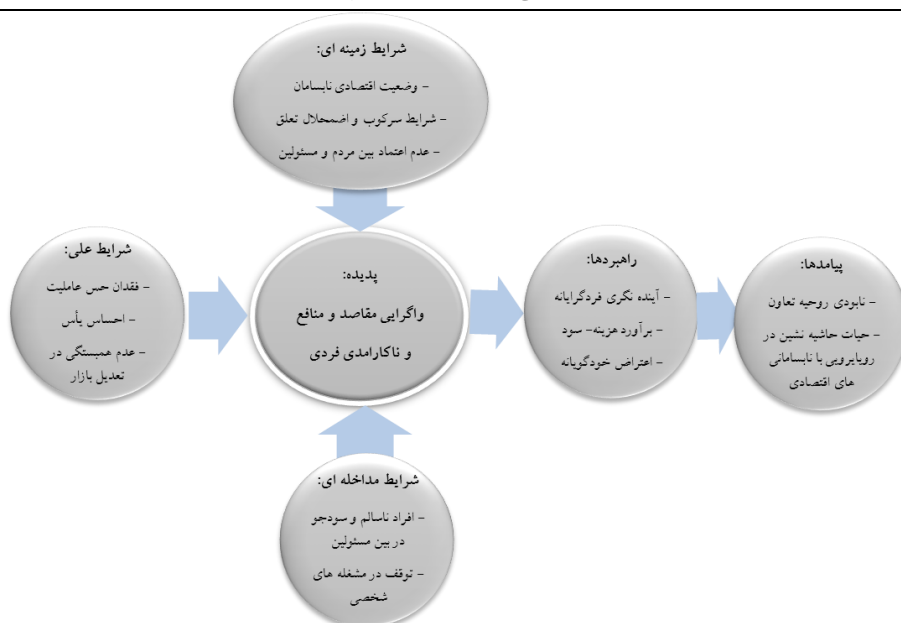 شرایط زمینه ای:
- وضعیت اقتصادی نابسامان
- شرایط سرکوب و اضمحلال تعلق
- عدم اعتماد بین مردم و مسئولین
شرایط علی:
- فقدان حس عاملیت
- احساس یأس
- عدم همبستگی در
تعدیل بازار
پدیده:
واگرایی مقاصد و منافع
و ناکارامدی فردی
راهبردها:
- آینده نگری فردگرایانه
- برآورد هزینه- سود
- اعتراض خودگویانه
پیامدها:
- نابودی روحیه تعاون
- حیات حاشیه نشین در
رویارویی با نابسامانی
های اقتصادی
شرایط مداخله ای:
- افراد ناسالم و سودجو
در بین مسئولین
- توقف در مشغله های
شخصی